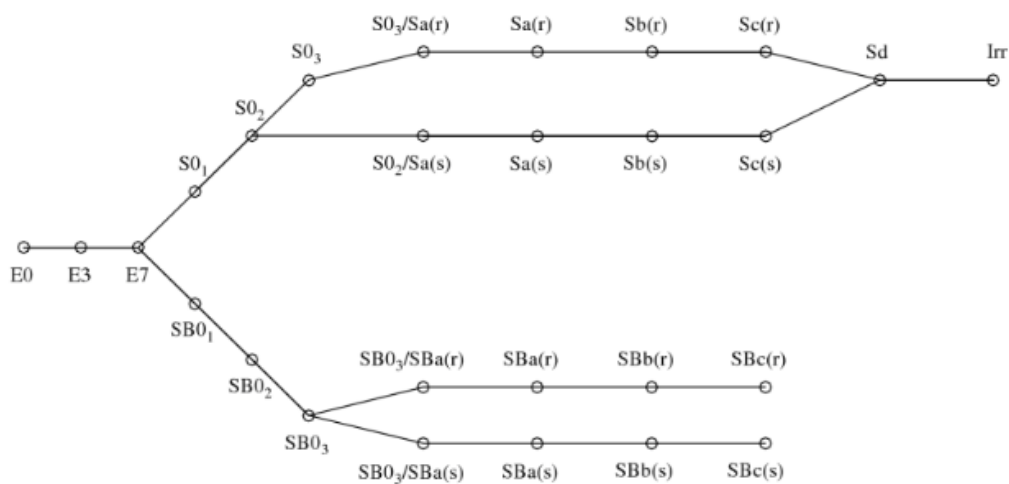 S0₃/Sa(r) Sa(r) Sb(r) Sc(r)
S0₃ Sd Irr
S0₂
S0₁ S0₂/Sa(s) Sa(s) Sb(s) Sc(s)
E0 E3 E7
SB0₁
SB0₂ SB0₃/SBa(r) SBa(r) SBb(r) SBc(r)
SB0₃
SB0₃/SBa(s) SBa(s) SBb(s) SBc(s)